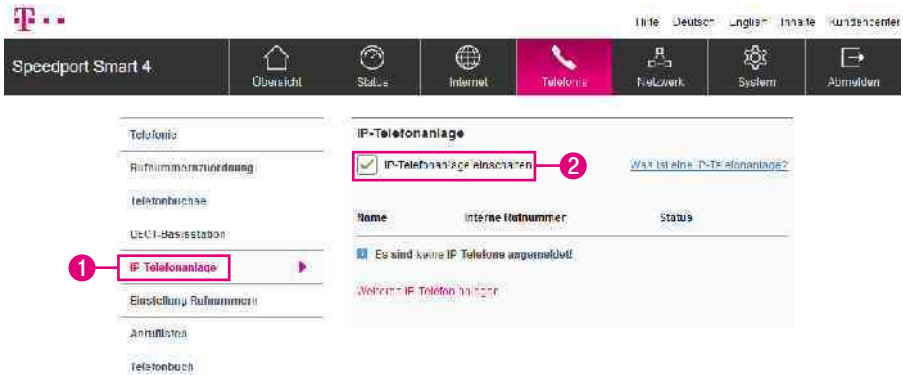 T
Hilfe Deutsch English Inhalte Kundencenter
Speedport Smart 4
Übersicht
Status
Internet
Telefonie
Netzwerk
System
Abmelden
Telefonie
Rufnummernzuordnung
Telefonbuchse
DECT-Basisstation
1
IP-Telefonanlage
Einstellung Rufnummern
Anruflisten
Telefonbuch
IP-Telefonanlage
IP-Telefonanlage einschalten
2
Was ist eine IP-Telefonanlage?
Name Interne Rufnummer Status
Es sind keine IP Telefone angemeldet!
Weiteres IP Telefon anlegen